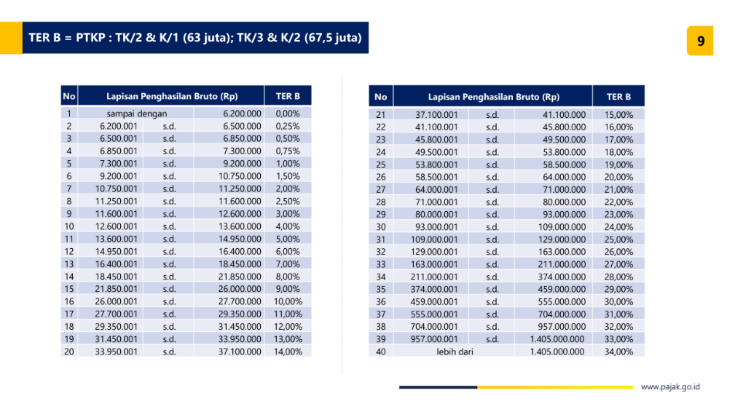 TER B = PTKP : TK/2 & K/1 (63 juta); TK/3 & K/2 (67,5 juta)
9
No Lapisan Penghasilan Bruto (Rp) TER B
1 sampai dengan 6.200.000 0,00%
2 6.200.001 s.d. 6.500.000 0,25%
3 6.500.001 s.d. 6.850.000 0,50%
4 6.850.001 s.d. 7.300.000 0,75%
5 7.300.001 s.d. 9.200.000 1,00%
6 9.200.001 s.d. 10.750.000 1,50%
7 10.750.001 s.d. 11.250.000 2,00%
8 11.250.001 s.d. 11.600.000 2,50%
9 11.600.001 s.d. 12.600.000 3,00%
10 12.600.001 s.d. 13.600.000 4,00%
11 13.600.001 s.d. 14.950.000 5,00%
12 14.950.001 s.d. 16.400.000 6,00%
13 16.400.001 s.d. 18.450.000 7,00%
14 18.450.001 s.d. 21.850.000 8,00%
15 21.850.001 s.d. 26.000.000 9,00%
16 26.000.001 s.d. 27.700.000 10,00%
17 27.700.001 s.d. 29.350.000 11,00%
18 29.350.001 s.d. 31.450.000 12,00%
19 31.450.001 s.d. 33.950.000 13,00%
20 33.950.001 s.d. 37.100.000 14,00%
No Lapisan Penghasilan Bruto (Rp) TER B
21 37.100.001 s.d. 41.100.000 15,00%
22 41.100.001 s.d. 45.800.000 16,00%
23 45.800.001 s.d. 49.500.000 17,00%
24 49.500.001 s.d. 53.800.000 18,00%
25 53.800.001 s.d. 58.500.000 19,00%
26 58.500.001 s.d. 64.000.000 20,00%
27 64.000.001 s.d. 71.000.000 21,00%
28 71.000.001 s.d. 80.000.000 22,00%
29 80.000.001 s.d. 93.000.000 23,00%
30 93.000.001 s.d. 109.000.000 24,00%
31 109.000.001 s.d. 129.000.000 25,00%
32 129.000.001 s.d. 163.000.000 26,00%
33 163.000.001 s.d. 211.000.000 27,00%
34 211.000.001 s.d. 374.000.000 28,00%
35 374.000.001 s.d. 459.000.000 29,00%
36 459.000.001 s.d. 555.000.000 30,00%
37 555.000.001 s.d. 704.000.000 31,00%
38 704.000.001 s.d. 957.000.000 32,00%
39 957.000.001 s.d. 1.405.000.000 33,00%
40 lebih dari 1.405.000.000 34,00%
www.pajak.go.id